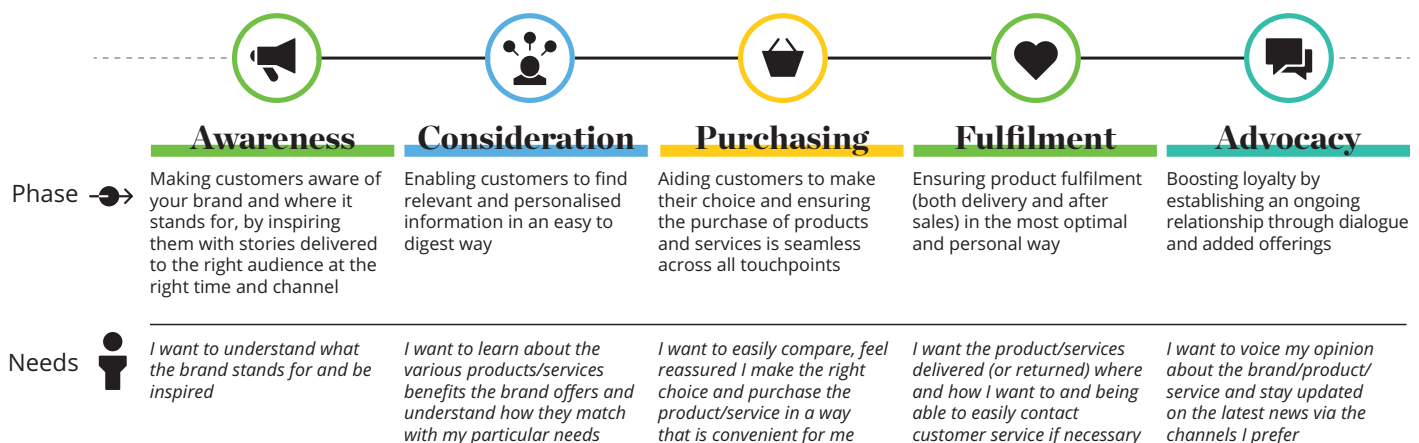 Awareness
Consideration
Purchasing
Fulfilment
Advocacy
Phase
Making customers aware of
your brand and where it
stands for, by inspiring
them with stories delivered
to the right audience at the
right time and channel
Enabling customers to find
relevant and personalised
information in an easy to
digest way
Aiding customers to make
their choice and ensuring
the purchase of products
and services is seamless
across all touchpoints
Ensuring product fulfilment
(both delivery and after
sales) in the most optimal
and personal way
Boosting loyalty by
establishing an ongoing
relationship through dialogue
and added offerings
Needs
I want to understand what
the brand stands for and be
inspired
I want to learn about the
various products/services
benefits the brand offers and
understand how they match
with my particular needs
I want to easily compare, feel
reassured I make the right
choice and purchase the
product/service in a way
that is convenient for me
I want the product/services
delivered (or returned) where
and how I want to and being
able to easily contact
customer service if necessary
I want to voice my opinion
about the brand/product/
service and stay updated
on the latest news via the
channels I prefer